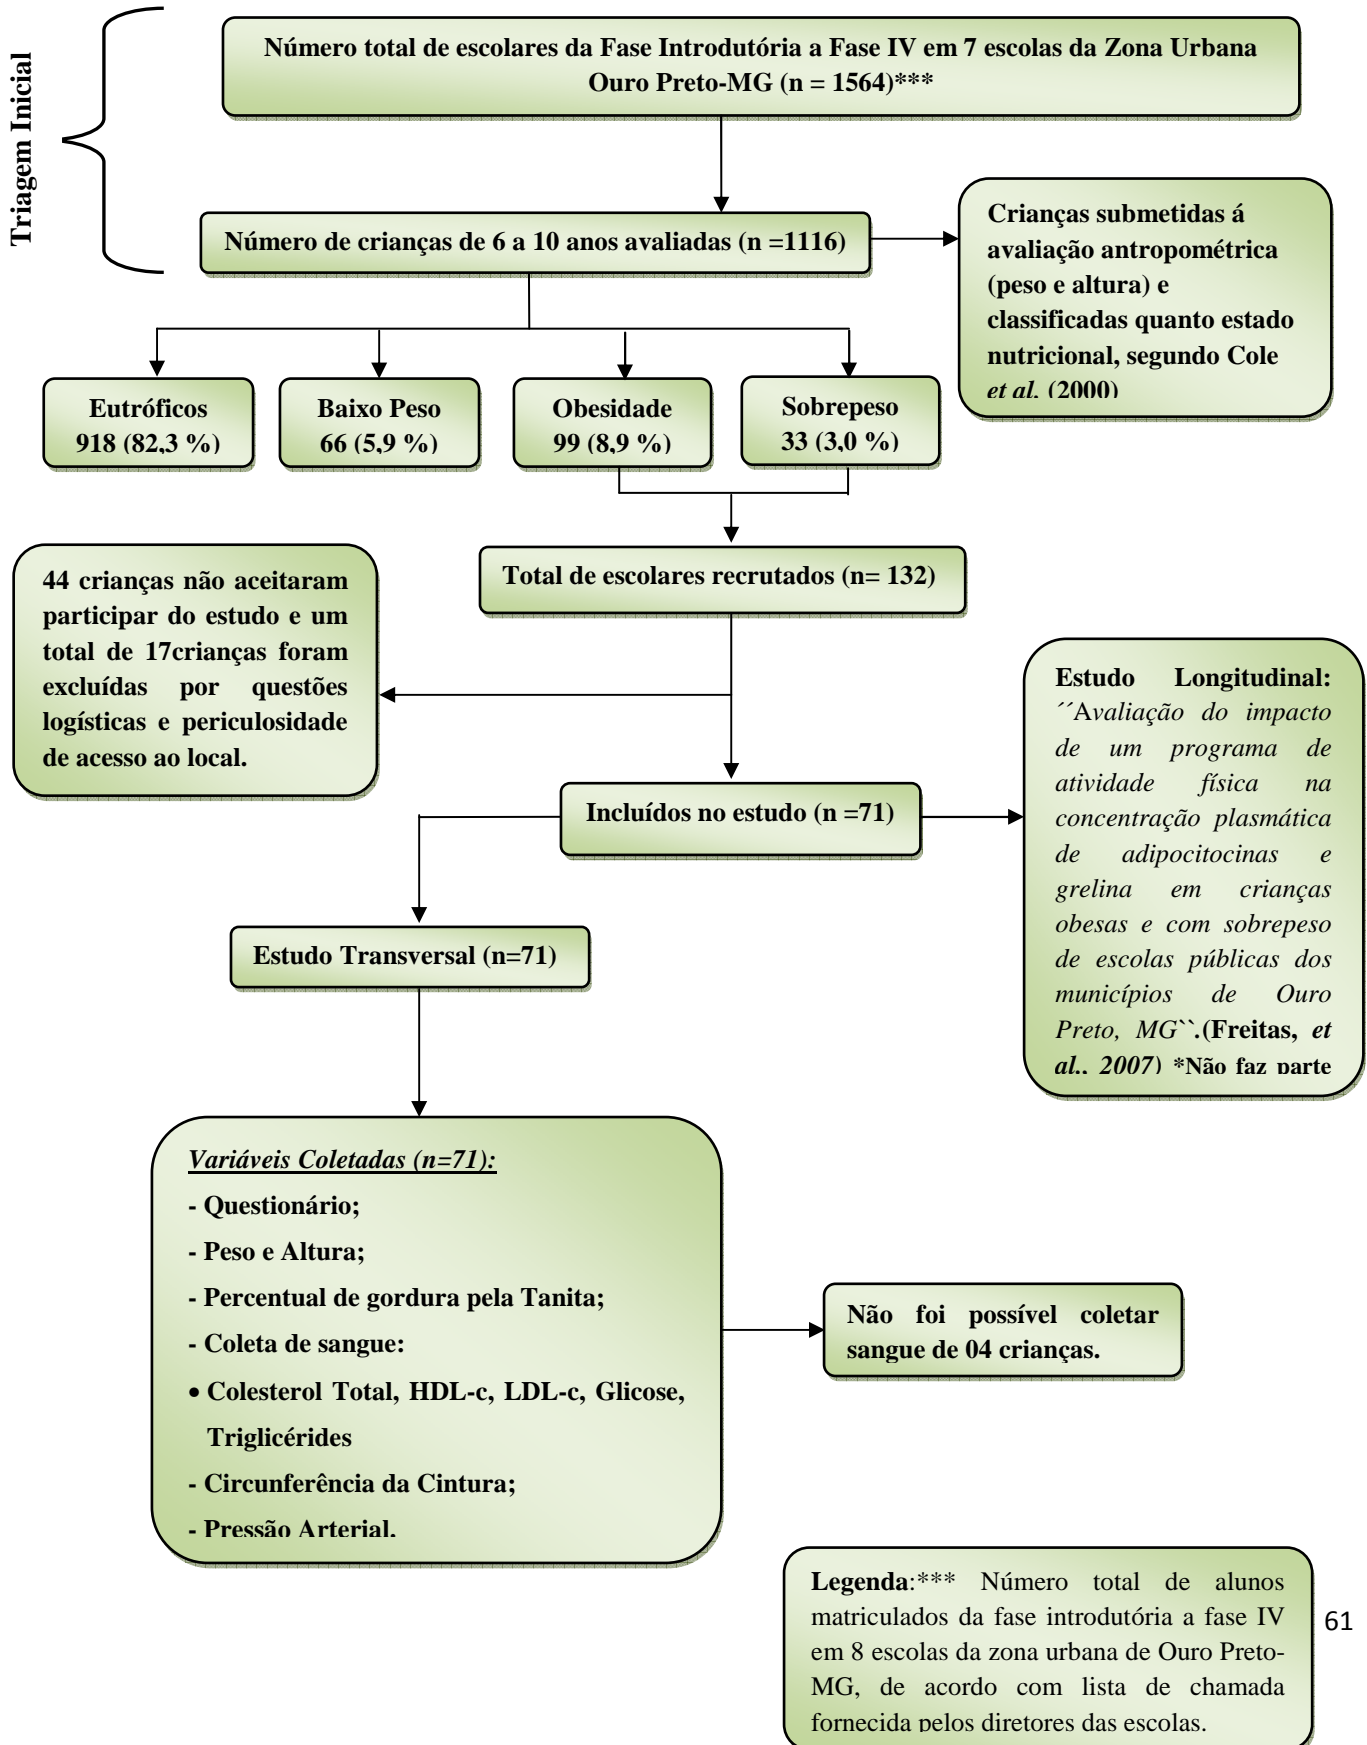 Triagem Inicial
Número total de escolares da Fase Introdutória a Fase IV em 7 escolas da Zona Urbana
Ouro Preto-MG (n = 1564)***
Número de crianças de 6 a 10 anos avaliadas (n =1116)
Crianças submetidas á
avaliação antropométrica
(peso e altura) e
classificadas quanto estado
nutricional, segundo Cole
et al. (2000)
Eutróficos
918 (82,3 %)
Baixo Peso
66 (5,9 %)
Obesidade
99 (8,9 %)
Sobrepeso
33 (3,0 %)
Total de escolares recrutados (n= 132)
44 crianças não aceitaram
participar do estudo e um
total de 17crianças foram
excluídas por questões
logísticas e periculosidade
de acesso ao local.
Incluídos no estudo (n =71)
Estudo Longitudinal:
´´Avaliação do impacto
de um programa de
atividade física na
concentração plasmática
de adipocitocinas e
grelina em crianças
obesas e com sobrepeso
de escolas públicas dos
municípios de Ouro
Preto, MG``.(Freitas, et
al., 2007) *Não faz parte
Estudo Transversal (n=71)
Variáveis Coletadas (n=71):
- Questionário;
- Peso e Altura;
- Percentual de gordura pela Tanita;
- Coleta de sangue:
• Colesterol Total, HDL-c, LDL-c, Glicose,
Triglicérides
- Circunferência da Cintura;
- Pressão Arterial.
Não foi possível coletar
sangue de 04 crianças.
Legenda:*** Número total de alunos
matriculados da fase introdutória a fase IV
em 8 escolas da zona urbana de Ouro Preto-
MG, de acordo com lista de chamada
fornecida pelos diretores das escolas.
61